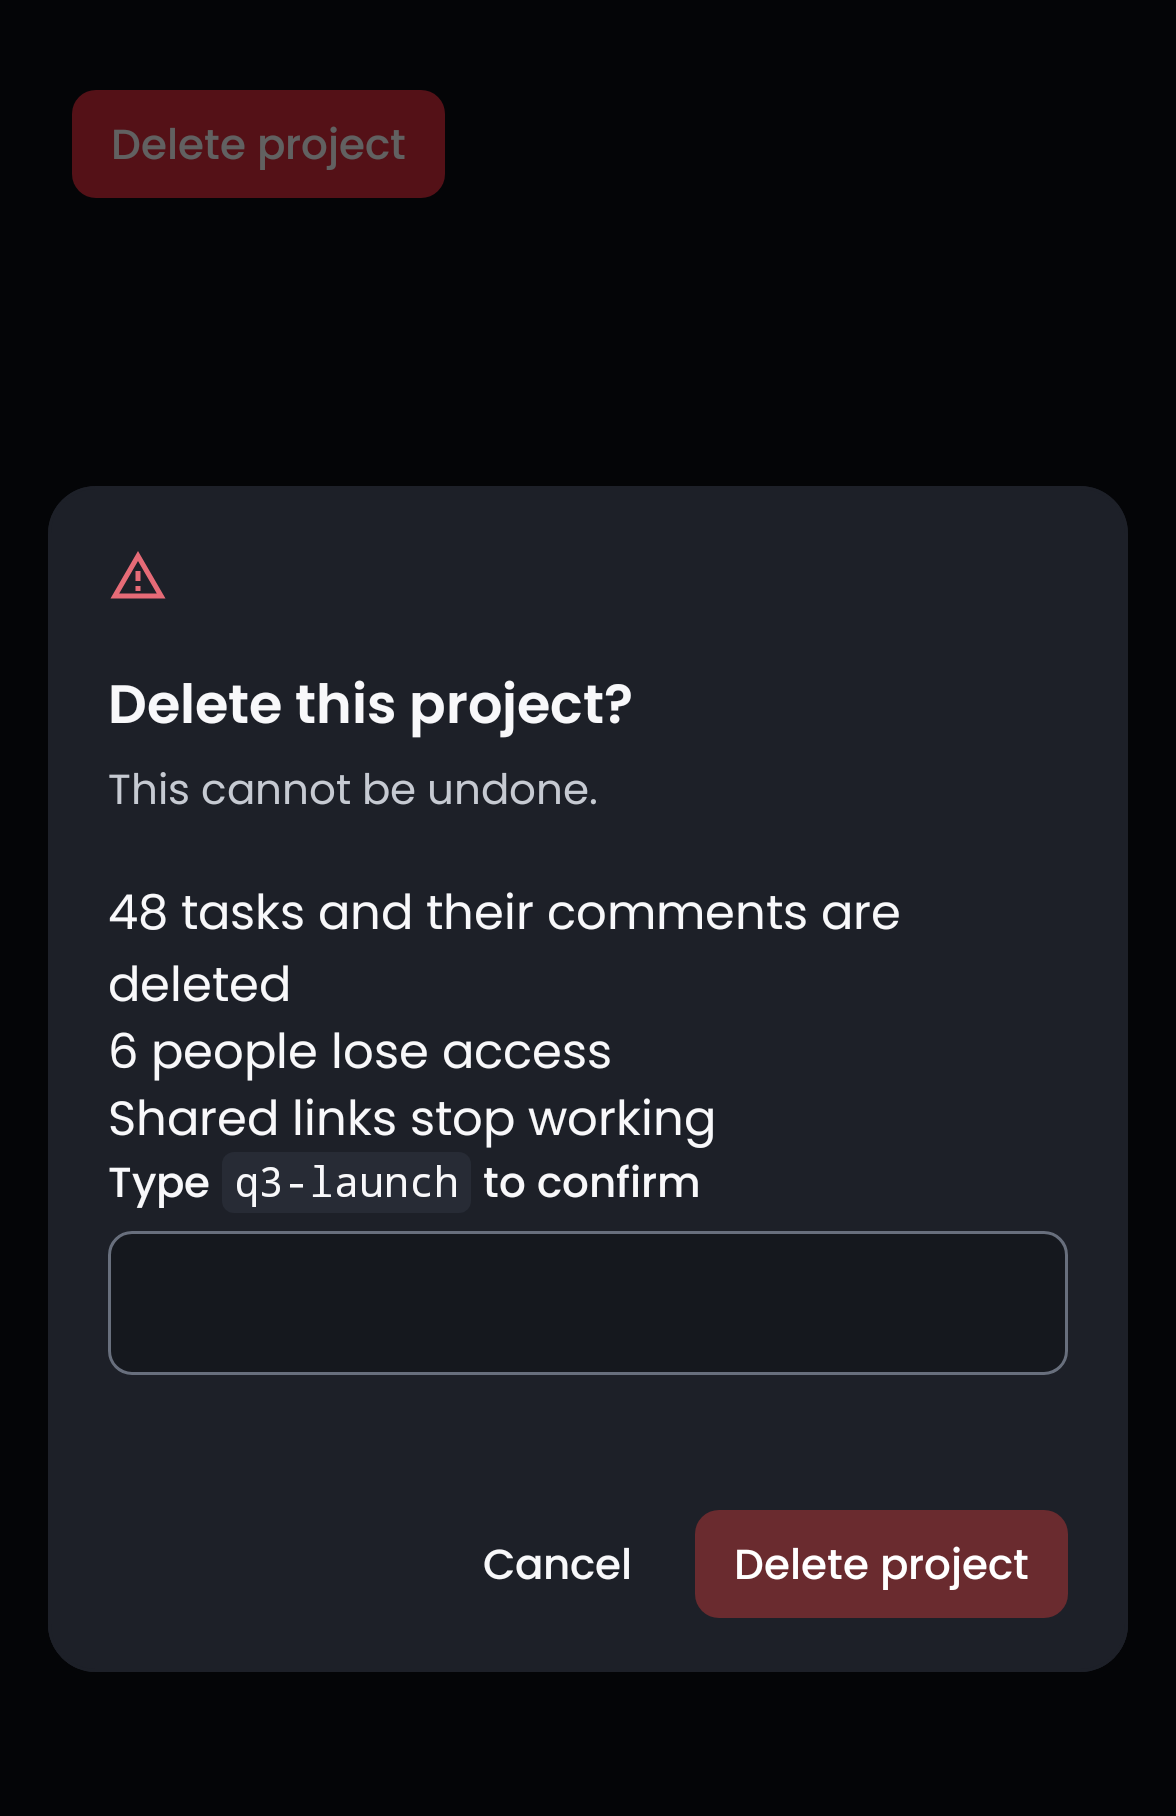 Delete project
Delete this project?
This cannot be undone.
48 tasks and their comments are
deleted
6 people lose access
Shared links stop working
Type q3-launch to confirm
Cancel
Delete project